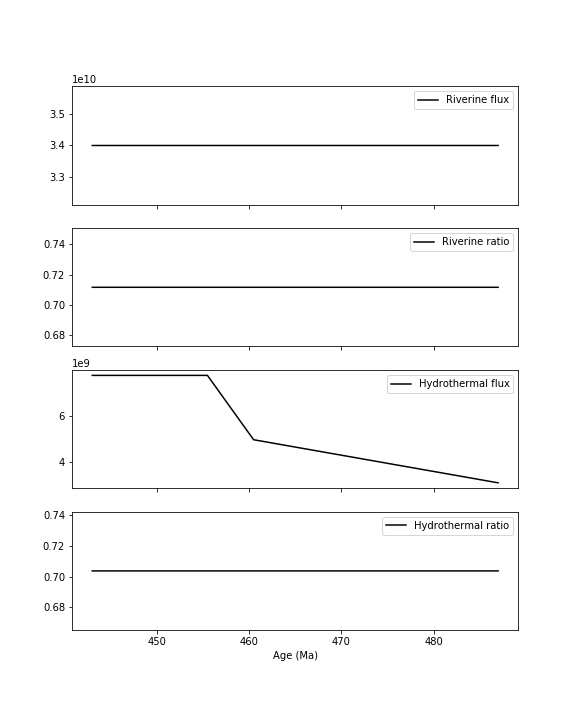 1e10
Riverine flux
3.5
3.4
3.3
Riverine ratio
0.74
0.72
0.70
0.68
1e9
Hydrothermal flux
6
4
Hydrothermal ratio
0.74
0.72
0.70
0.68
450 460 470 480
Age (Ma)